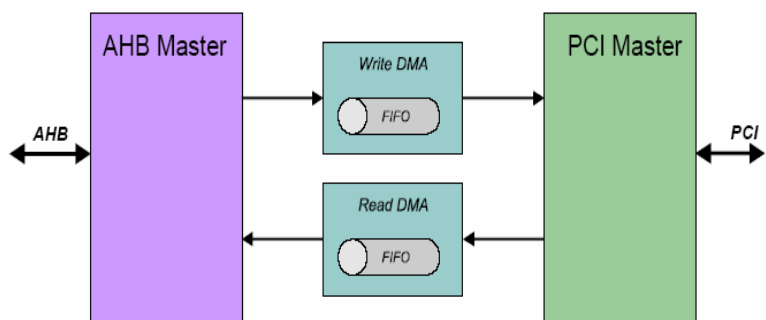 AHB Master
Write DMA
FIFO
PCI Master
AHB
PCI
Read DMA
FIFO